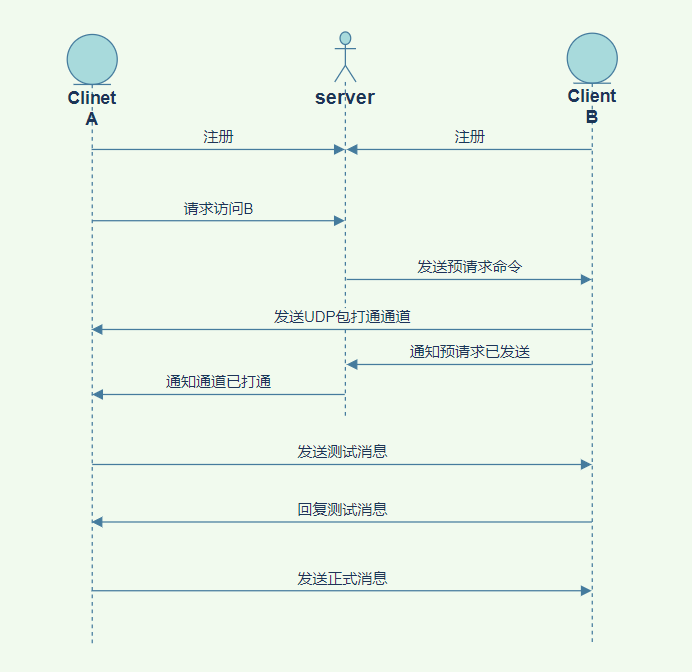 Clinet
A
server
Client
B
注册
注册
请求访问B
发送预请求命令
发送UDP包打通通道
通知预请求已发送
通知通道已打通
发送测试消息
回复测试消息
发送正式消息